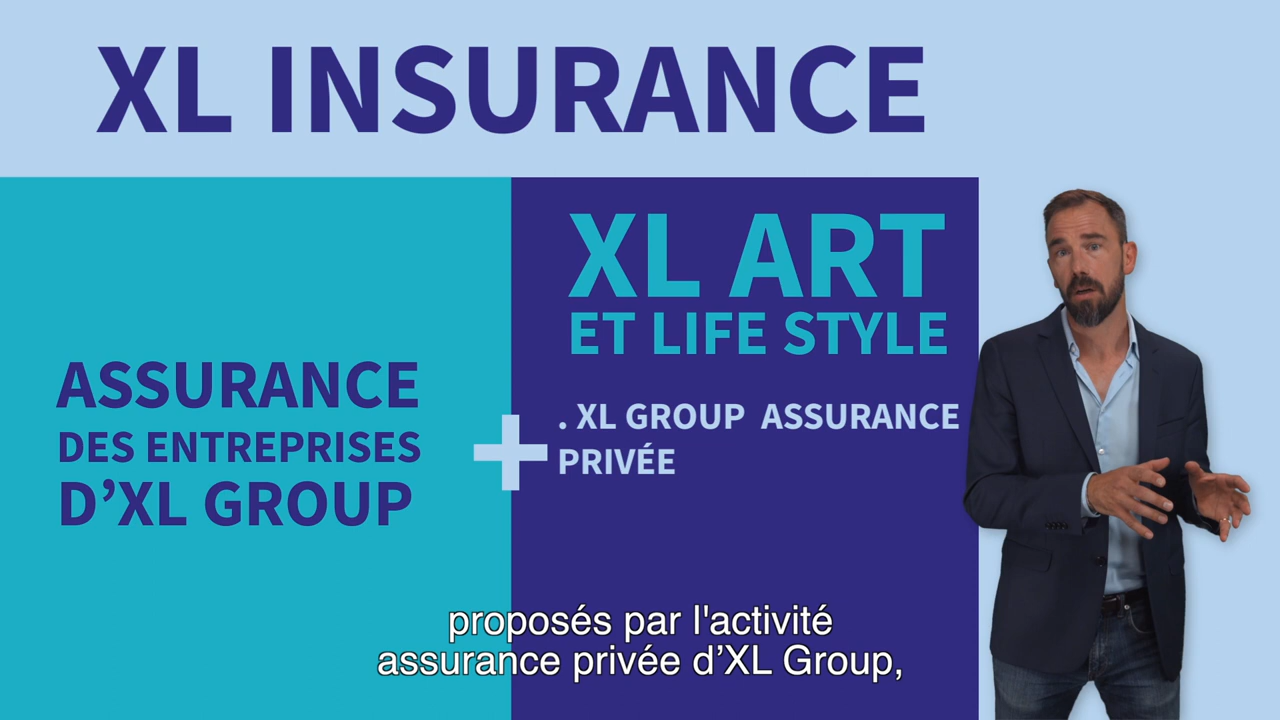 XL INSURANCE
ASSURANCE
DES ENTREPRISES
D’XL GROUP
+
XL ART
ET LIFE STYLE
. XL GROUP ASSURANCE
PRIVÉE
proposés par l'activité
assurance privée d’XL Group,